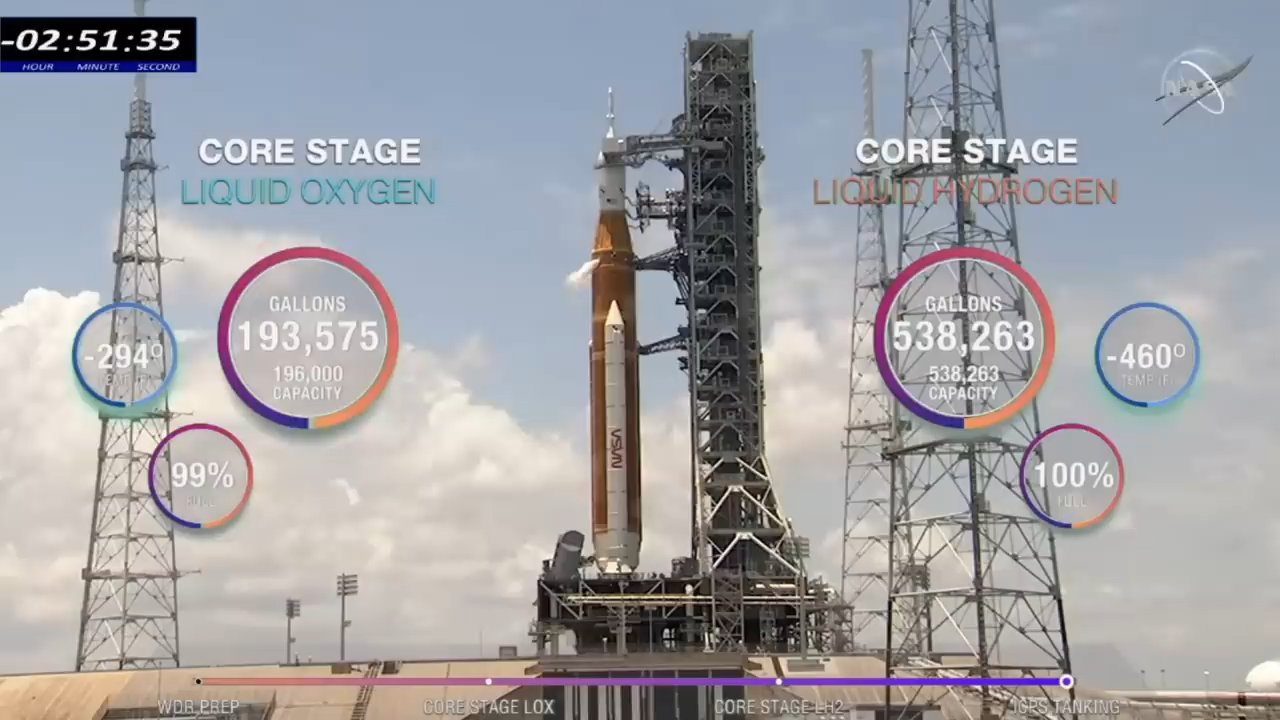 -02:51:35
HOUR MINUTE SECOND
NASA
CORE STAGE
LIQUID OXYGEN
GALLONS
193,575
196,000
CAPACITY
-294°
99%
FULL
CORE STAGE
LIQUID HYDROGEN
GALLONS
538,263
538,263
CAPACITY
-460°
TEMP (F)
100%
FULL
NASA
WDR PREP
CORE STAGE LOX
CORE STAGE LH2
ICPS TANKING